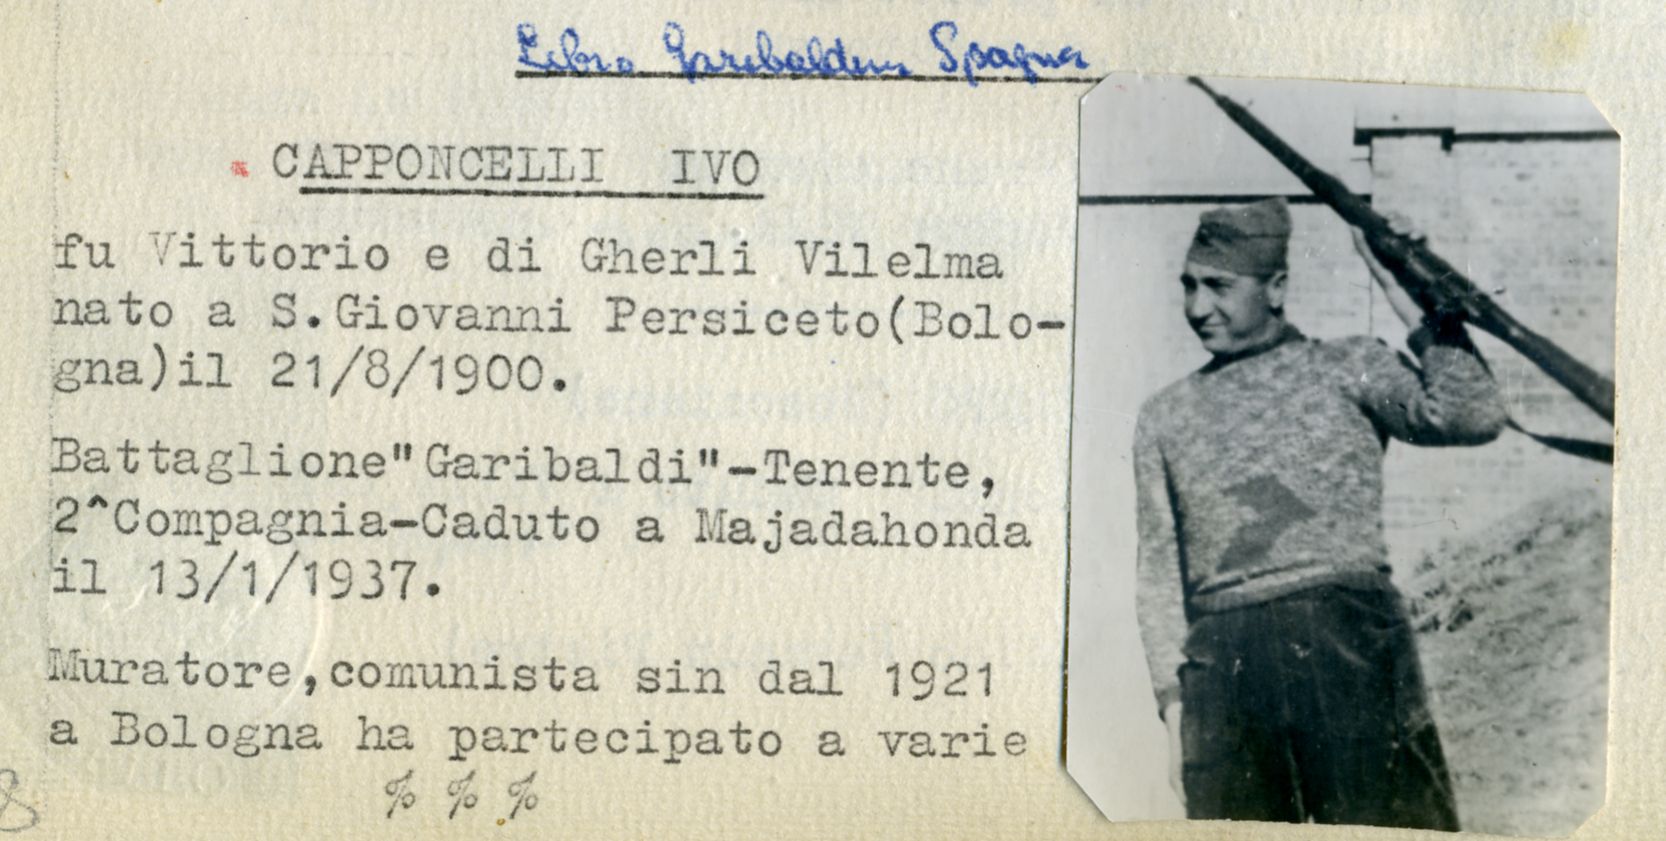 Libro Garibaldini Spagna
CAPPONCELLI IVO
fu Vittorio e di Gherli Vilelma
nato a S.Giovanni Persiceto(Bolo-
gna)il 21/8/1900.
Battaglione"Garibaldi"-Tenente,
2^Compagnia-Caduto a Majadahonda
il 13/1/1937.
Muratore,comunista sin dal 1921
a Bologna ha partecipato a varie
% % %
8